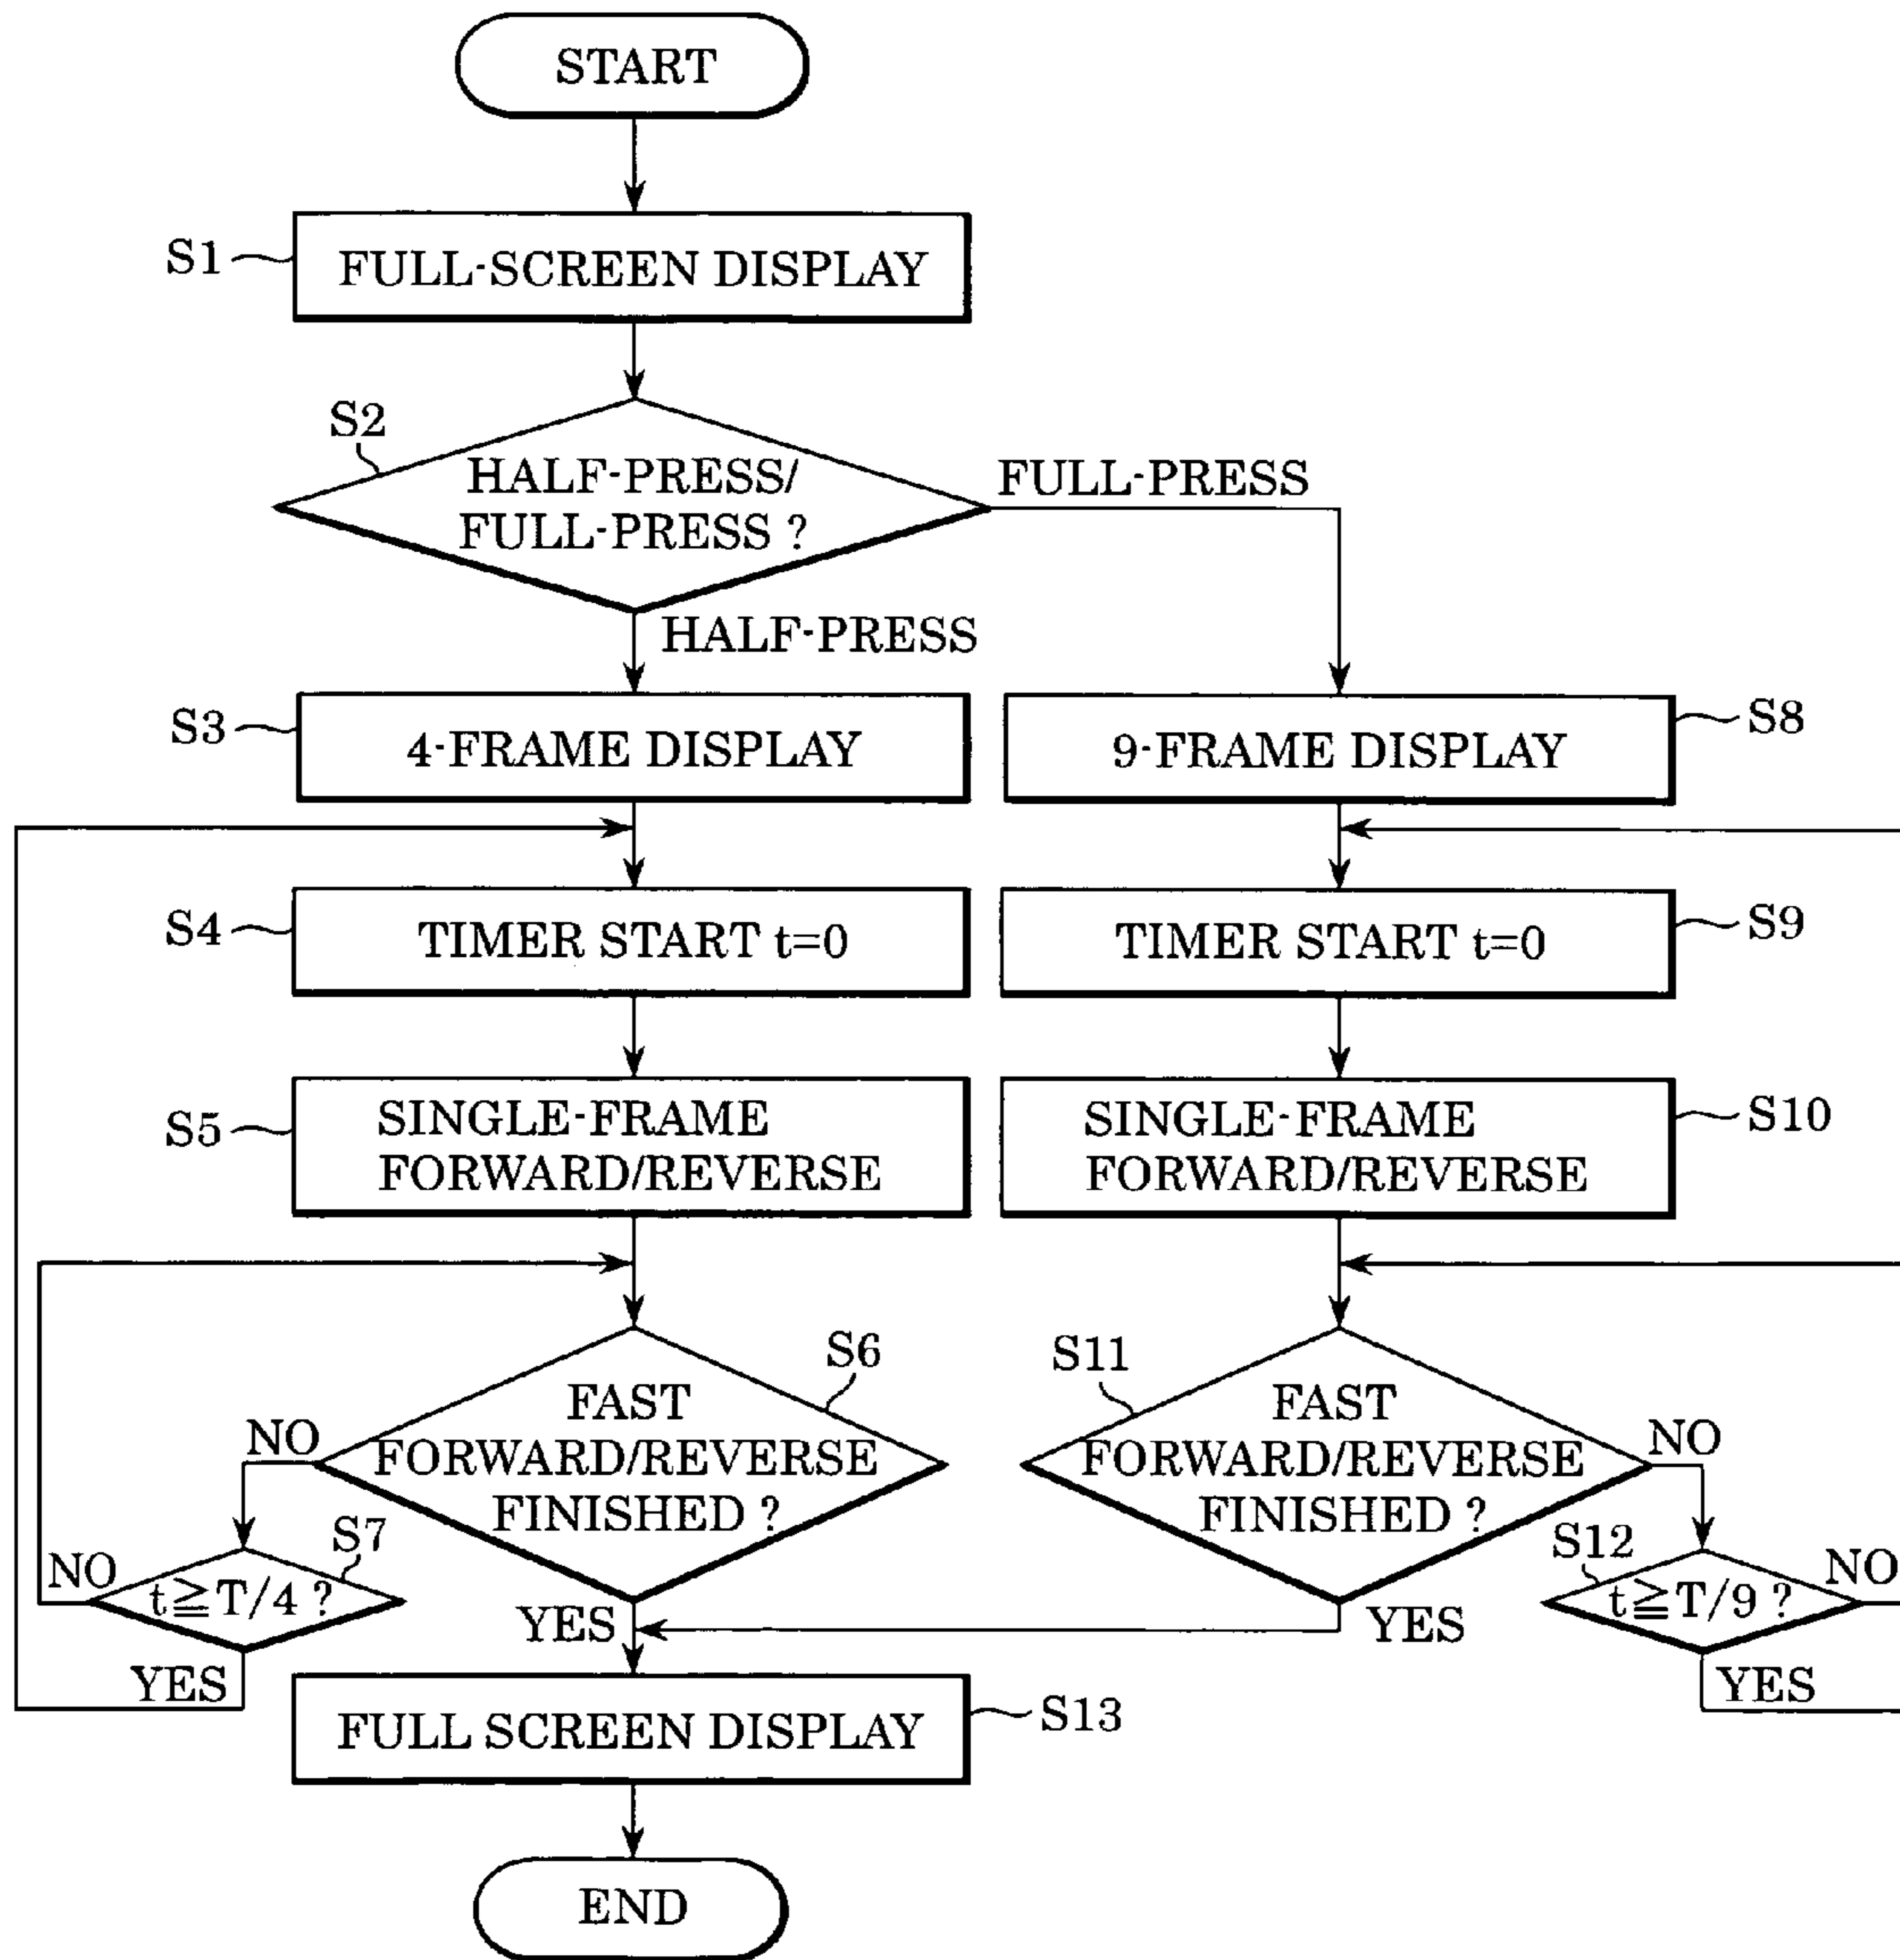 START
S1
FULL-SCREEN DISPLAY
S2
HALF-PRESS/
FULL-PRESS ?
FULL-PRESS
HALF-PRESS
S3
4-FRAME DISPLAY
9-FRAME DISPLAY
S8
S4
TIMER START t=0
TIMER START t=0
S9
S5
SINGLE-FRAME
FORWARD/REVERSE
SINGLE-FRAME
FORWARD/REVERSE
S10
S6
FAST
FORWARD/REVERSE
FINISHED ?
NO
S11
FAST
FORWARD/REVERSE
FINISHED ?
NO
S7
NO
t≧T/4 ?
YES
YES
S12
t≧T/9 ?
NO
YES
YES
FULL SCREEN DISPLAY
S13
END